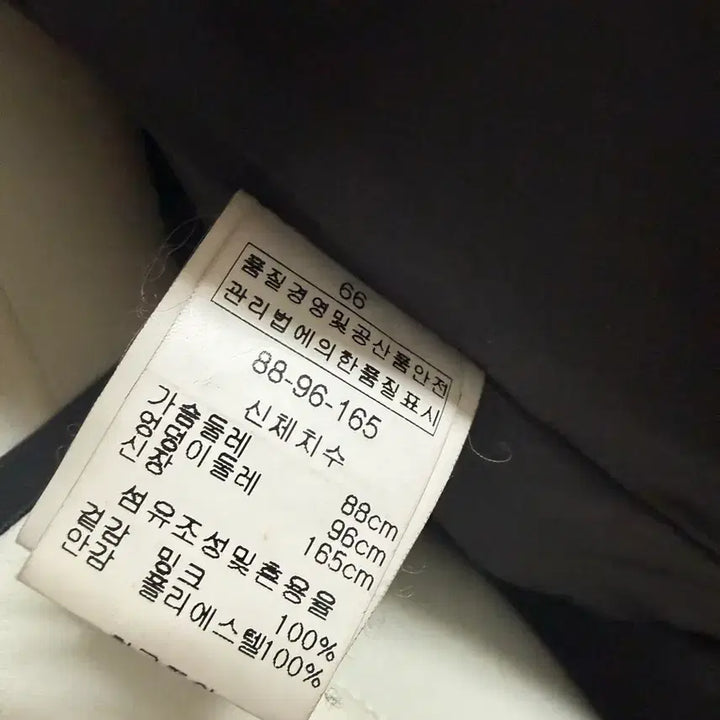 66
품질경영및공산품안전
관리법에의한품질표시
88-96-165
신체치수
가슴둘레 88cm
엉덩이둘레 96cm
신장 165cm
섬유조성및혼용율
겉감 밍크 100%
안감 폴리에스텔100%